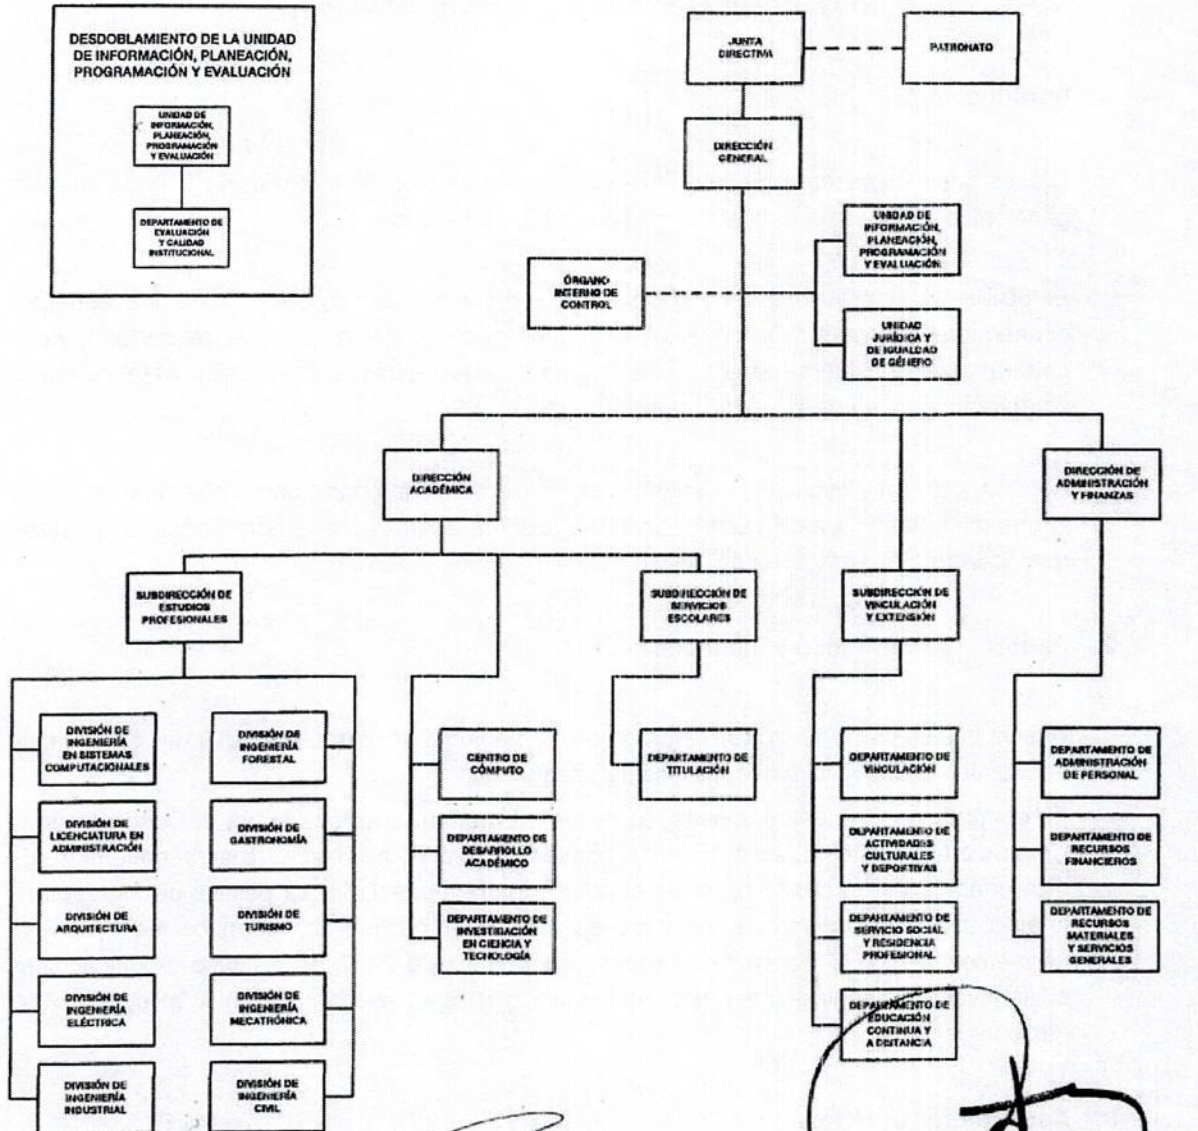 DESDOBLAMIENTO DE LA UNIDAD
DE INFORMACIÓN, PLANEACIÓN,
PROGRAMACIÓN Y EVALUACIÓN
UNIDAD DE
INFORMACIÓN,
PLANEACIÓN,
PROGRAMACIÓN
Y EVALUACIÓN
DEPARTAMENTO DE
EVALUACIÓN
Y CALIDAD
INSTITUCIONAL
JUNTA
DIRECTIVA
PATRONATO
DIRECCIÓN
GENERAL
UNIDAD DE
INFORMACIÓN,
PLANEACIÓN,
PROGRAMACIÓN
Y EVALUACIÓN
ÓRGANO
INTERNO DE
CONTROL
UNIDAD
JURÍDICA Y
DE IGUALDAD
DE GÉNERO
DIRECCIÓN
ACADÉMICA
DIRECCIÓN DE
ADMINISTRACIÓN
Y FINANZAS
SUBDIRECCIÓN DE
ESTUDIOS
PROFESIONALES
SUBDIRECCIÓN DE
SERVICIOS
ESCOLARES
SUBDIRECCIÓN DE
VINCULACIÓN
Y EXTENSIÓN
DIVISIÓN DE
INGENIERÍA
EN SISTEMAS
COMPUTACIONALES
DIVISIÓN DE
INGENIERÍA
FORESTAL
DIVISIÓN DE
LICENCIATURA EN
ADMINISTRACIÓN
DIVISIÓN DE
GASTRONOMÍA
DIVISIÓN DE
ARQUITECTURA
DIVISIÓN DE
TURISMO
DIVISIÓN DE
INGENIERÍA
ELÉCTRICA
DIVISIÓN DE
INGENIERÍA
MECATRÓNICA
DIVISIÓN DE
INGENIERÍA
INDUSTRIAL
DIVISIÓN DE
INGENIERÍA
CIVIL
CENTRO DE
CÓMPUTO
DEPARTAMENTO DE
DESARROLLO
ACADÉMICO
DEPARTAMENTO DE
INVESTIGACIÓN
EN CIENCIA Y
TECNOLOGÍA
DEPARTAMENTO DE
TITULACIÓN
DEPARTAMENTO DE
VINCULACIÓN
DEPARTAMENTO DE
ACTIVIDADES
CULTURALES
Y DEPORTIVAS
DEPARTAMENTO DE
SERVICIO SOCIAL
Y RESIDENCIA
PROFESIONAL
DEPARTAMENTO DE
EDUCACIÓN
CONTINUA Y
A DISTANCIA
DEPARTAMENTO DE
ADMINISTRACIÓN
DE PERSONAL
DEPARTAMENTO DE
RECURSOS
FINANCIEROS
DEPARTAMENTO DE
RECURSOS
MATERIALES
Y SERVICIOS
GENERALES